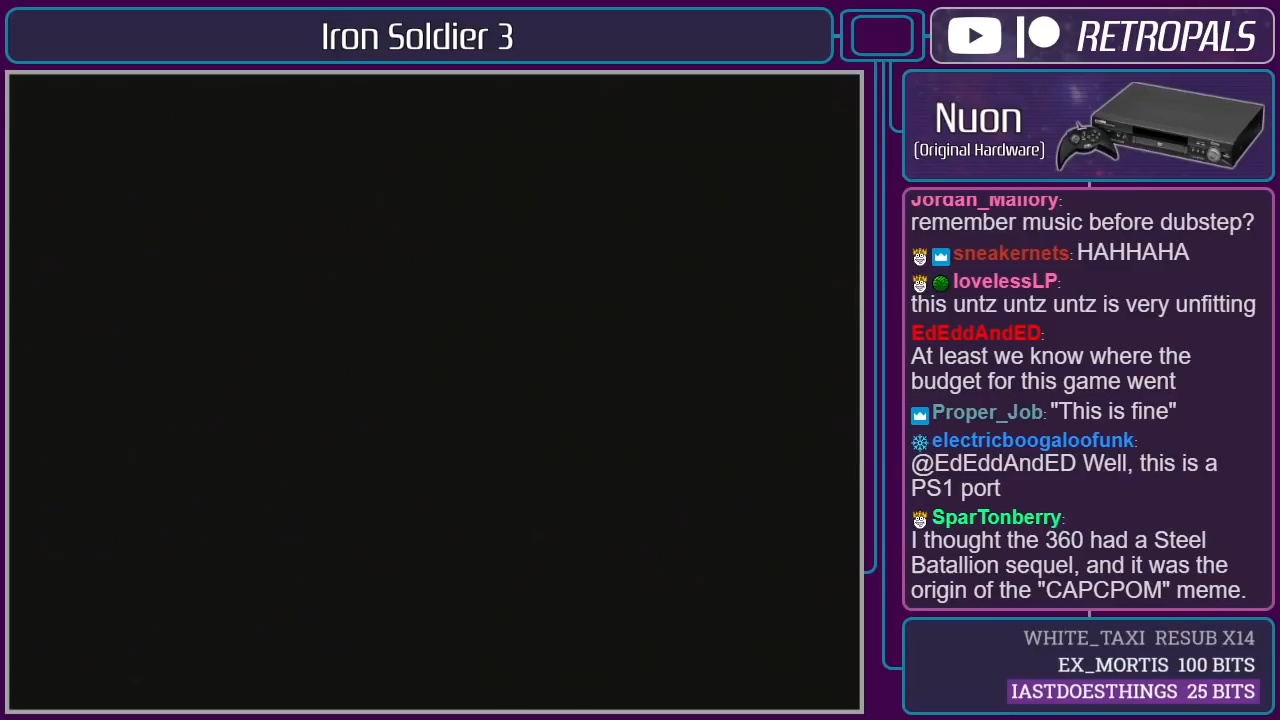 Iron Soldier 3
RETROPALS
Nuon
(Original Hardware)
Jordan_Mallory:
remember music before dubstep?
sneakernets: HAHHAHA
lovelessLP:
this untz untz untz is very unfitting
EdEddAndED:
At least we know where the
budget for this game went
Proper_Job: "This is fine"
electricboogaloofunk:
@EdEddAndED Well, this is a
PS1 port
SparTonberry:
I thought the 360 had a Steel
Batallion sequel, and it was the
origin of the "CAPCPOM" meme.
WHITE_TAXI RESUB X14
EX_MORTIS 100 BITS
IASTDOESTHINGS 25 BITS